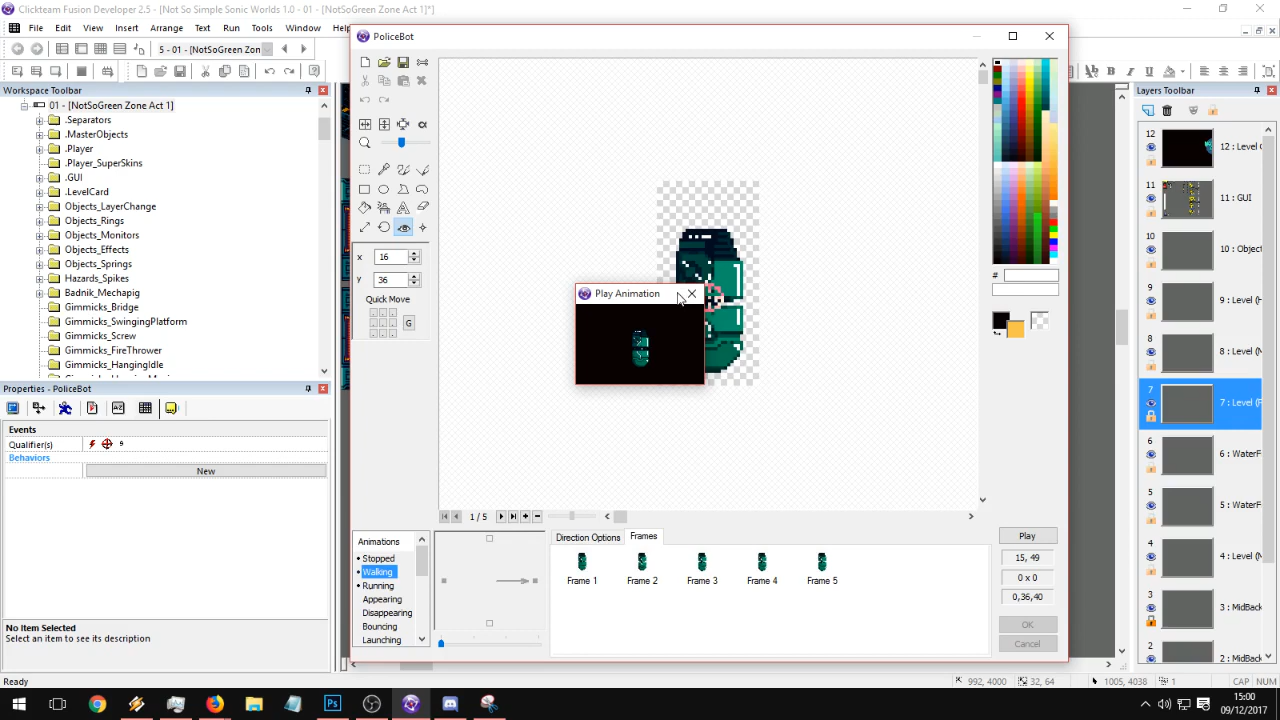 Clickteam Fusion Developer 2.5 - [Not So Simple Sonic Worlds 1.0 - 01 - [NotSoGreen Zone Act 1]*]
File Edit View Insert Arrange Text Run Tools Window
5 - 01 - [NotSoGreen Zon
Workspace Toolbar
01 - [NotSoGreen Zone Act 1]
.Separators
.MasterObjects
.Player
.Player_SuperSkins
.GUI
.LevelCard
Objects_LayerChange
Objects_Rings
Objects_Monitors
Objects_Effects
Objects_Springs
Hazards_Spikes
Badnik_Mechapig
Gimmicks_Bridge
Gimmicks_SwingingPlatform
Gimmicks_Screw
Gimmicks_FireThrower
Gimmicks_HangingIdle
Properties - PoliceBot
Events
Qualifier(s) 9
Behaviors
New
No Item Selected
Select an item to see its description
PoliceBot
x 16
y 36
Quick Move
G
Play Animation
1 / 5
Animations
Stopped
Walking
Running
Appearing
Disappearing
Bouncing
Launching
Direction Options Frames
Frame 1 Frame 2 Frame 3 Frame 4 Frame 5
#
Play
15, 49
0 x 0
0,36,40
OK
Cancel
Layers Toolbar
12 12 : Level (
11 11 : GUI
10 10 : Object
9 9 : Level (
8 8 : Level (
7 7 : Level (F
6 6 : WaterF
5 5 : WaterF
4 4 : Level (
3 3 : MidBack
2 2 : MidBack
Ready
992, 4000 32, 64 1005, 4038 1 CAP NUM
15:00
09/12/2017